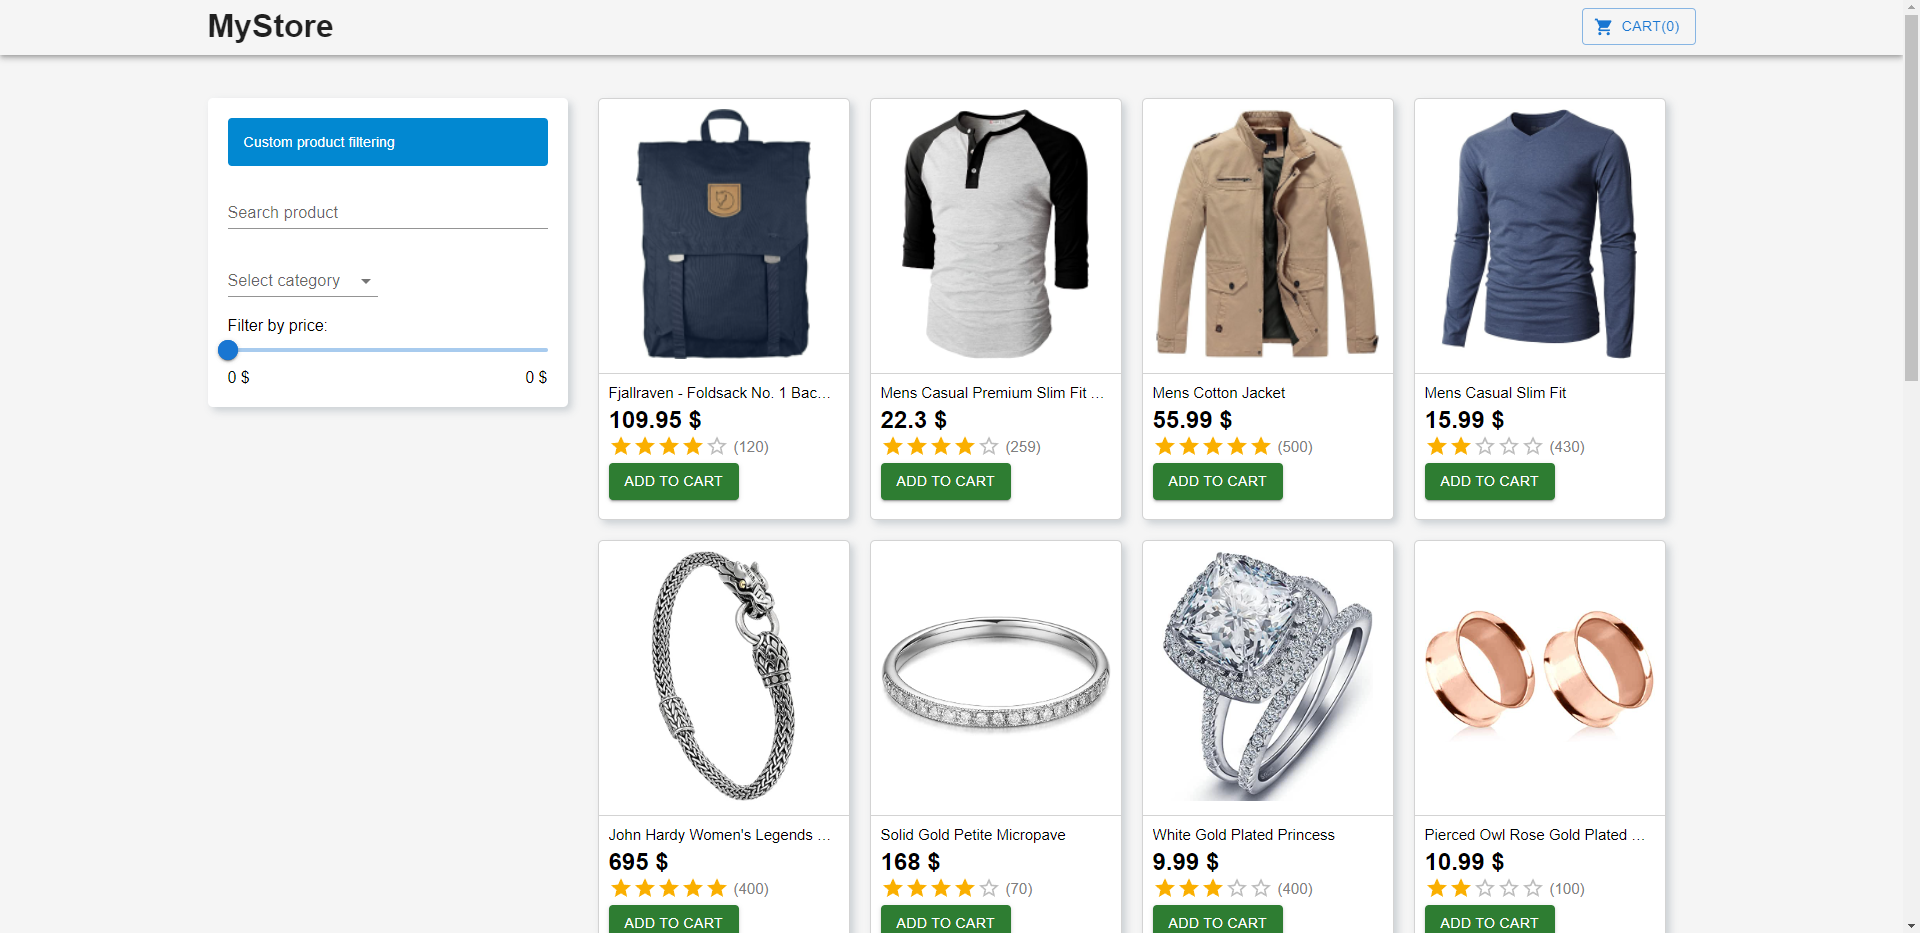 MyStore
CART(0)
Custom product filtering
Search product
Select category
Filter by price:
0 $ 0 $
Fjallraven - Foldsack No. 1 Bac...
109.95 $
(120)
ADD TO CART
Mens Casual Premium Slim Fit ...
22.3 $
(259)
ADD TO CART
Mens Cotton Jacket
55.99 $
(500)
ADD TO CART
Mens Casual Slim Fit
15.99 $
(430)
ADD TO CART
John Hardy Women's Legends ...
695 $
(400)
ADD TO CART
Solid Gold Petite Micropave
168 $
(70)
ADD TO CART
White Gold Plated Princess
9.99 $
(400)
ADD TO CART
Pierced Owl Rose Gold Plated ...
10.99 $
(100)
ADD TO CART